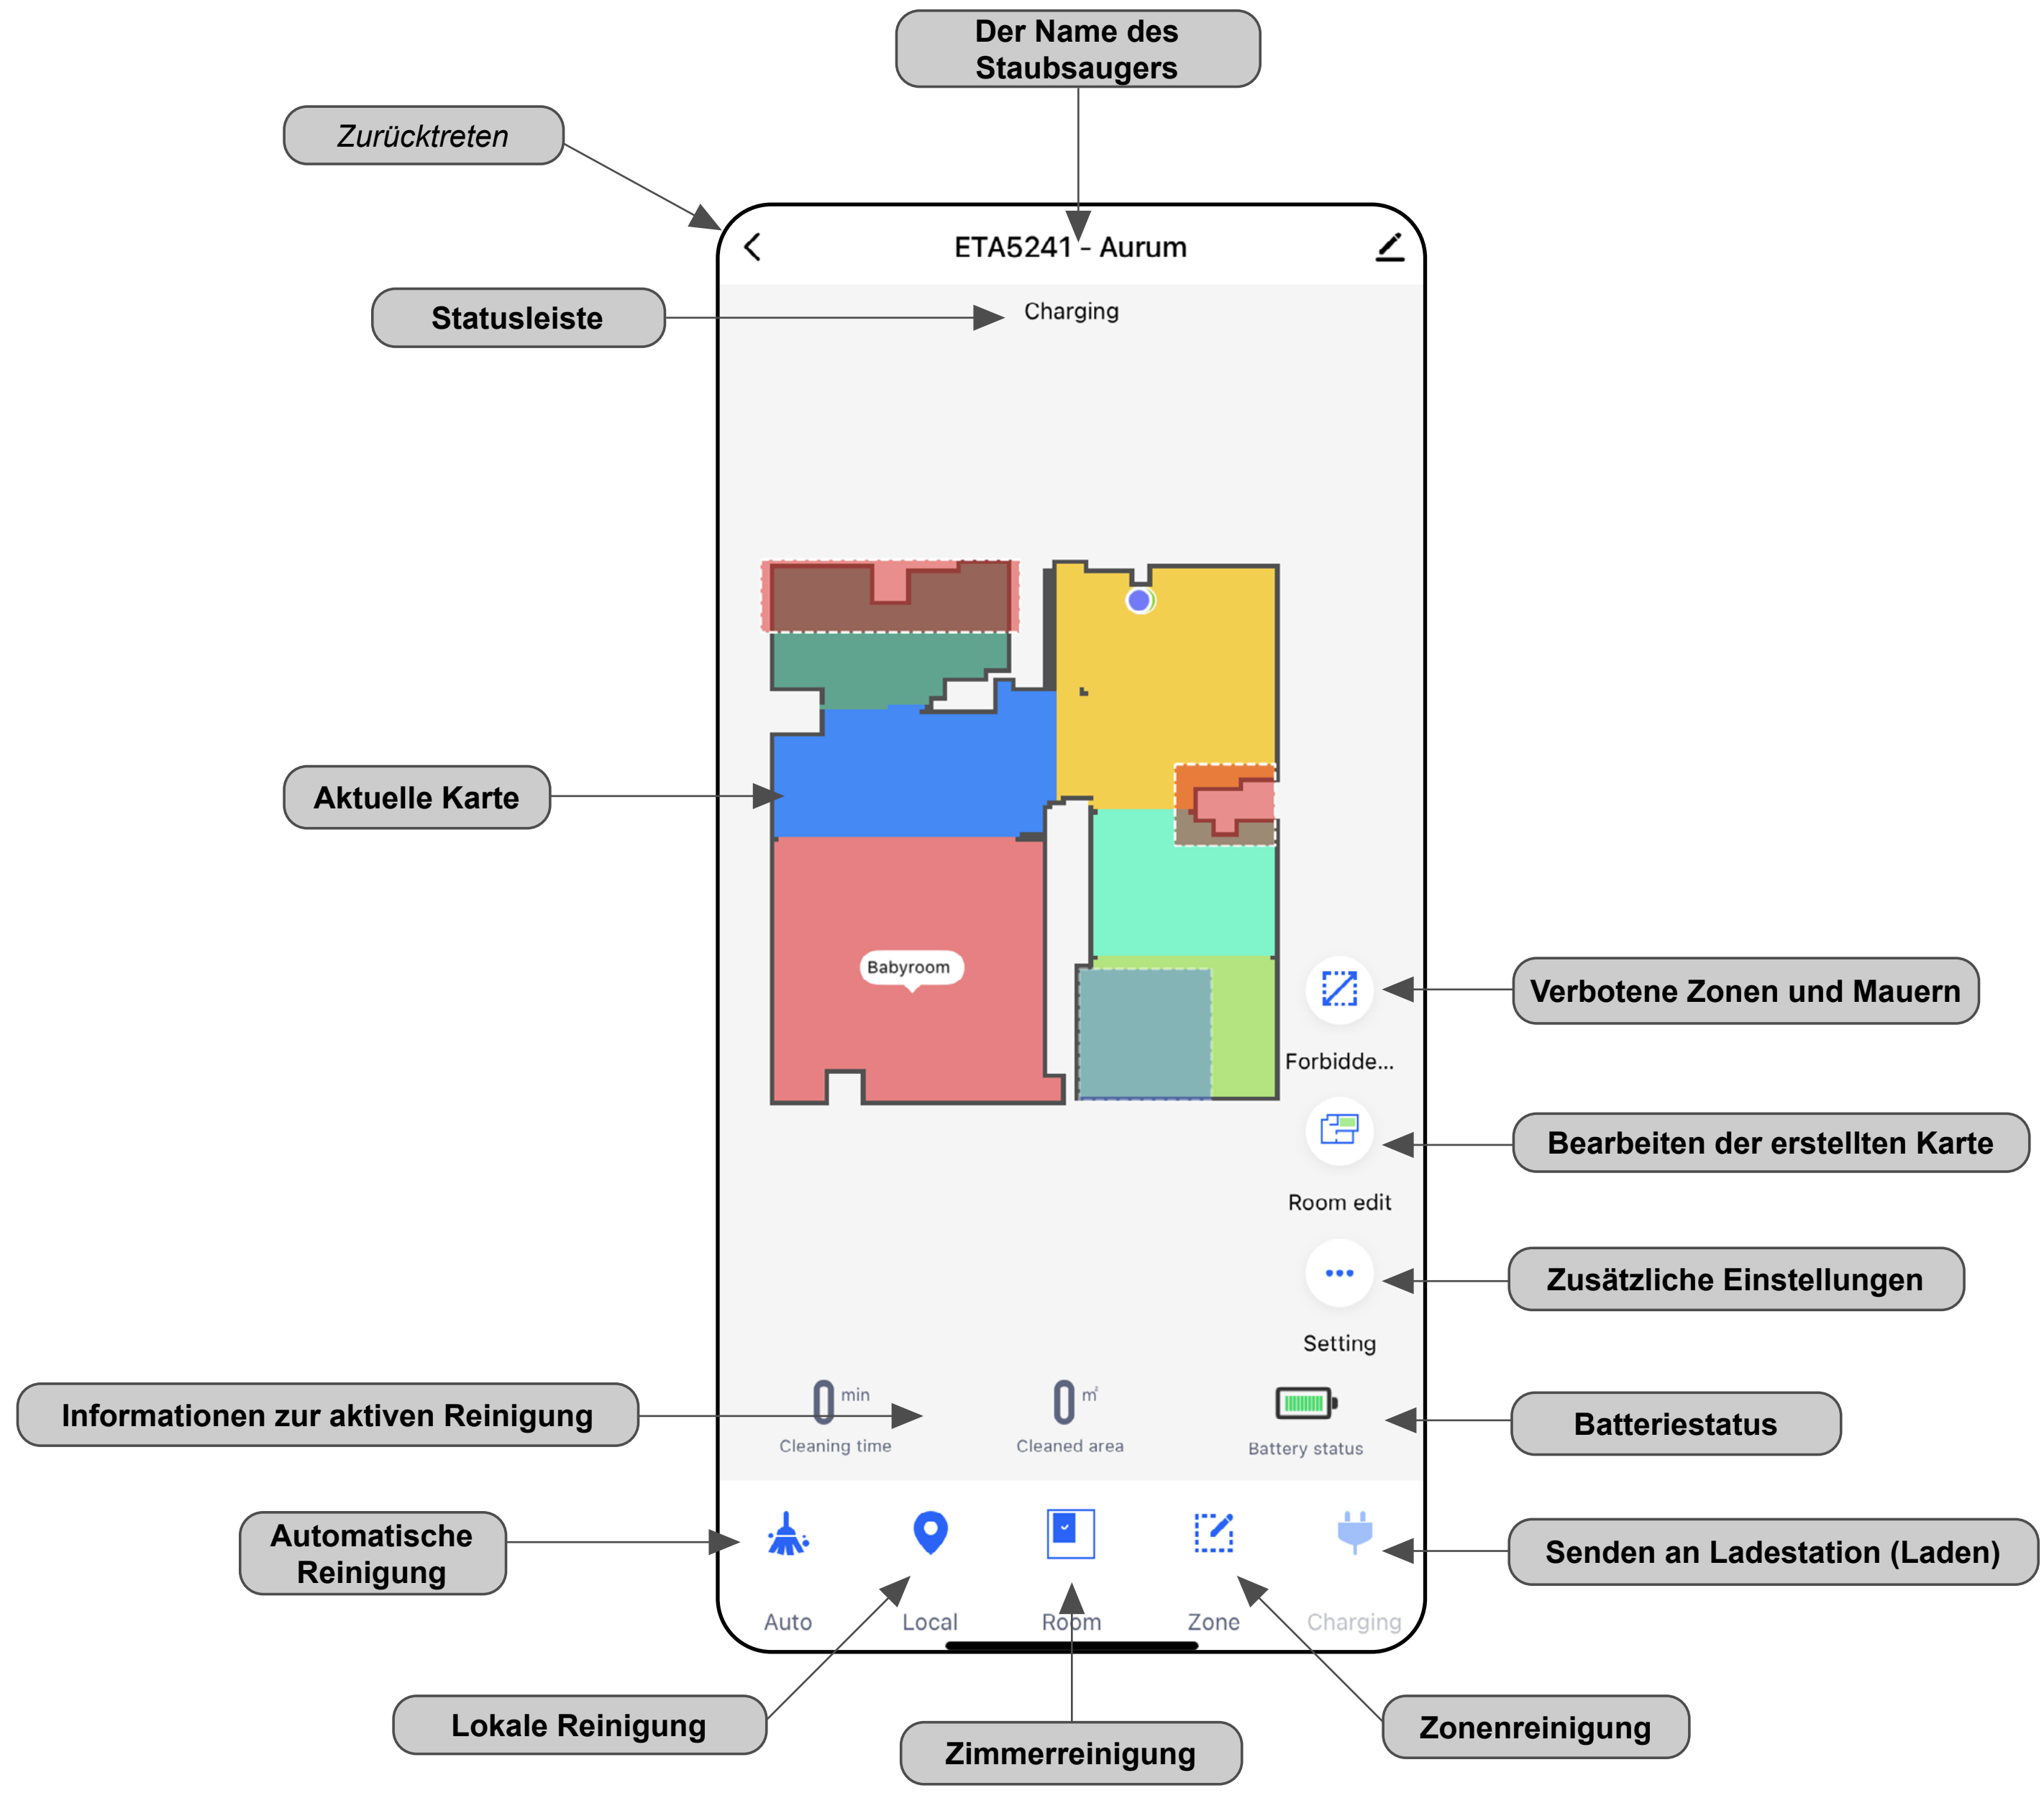 Der Name des
Staubsaugers
Zurücktreten
ETA5241 - Aurum
Statusleiste
Charging
Aktuelle Karte
Babyroom
Verbotene Zonen und Mauern
Forbidde...
Bearbeiten der erstellten Karte
Room edit
Zusätzliche Einstellungen
Setting
Informationen zur aktiven Reinigung
0 min
0 m²
Batteriestatus
Cleaning time
Cleaned area
Battery status
Automatische
Reinigung
Senden an Ladestation (Laden)
Auto
Local
Room
Zone
Charging
Lokale Reinigung
Zimmerreinigung
Zonenreinigung